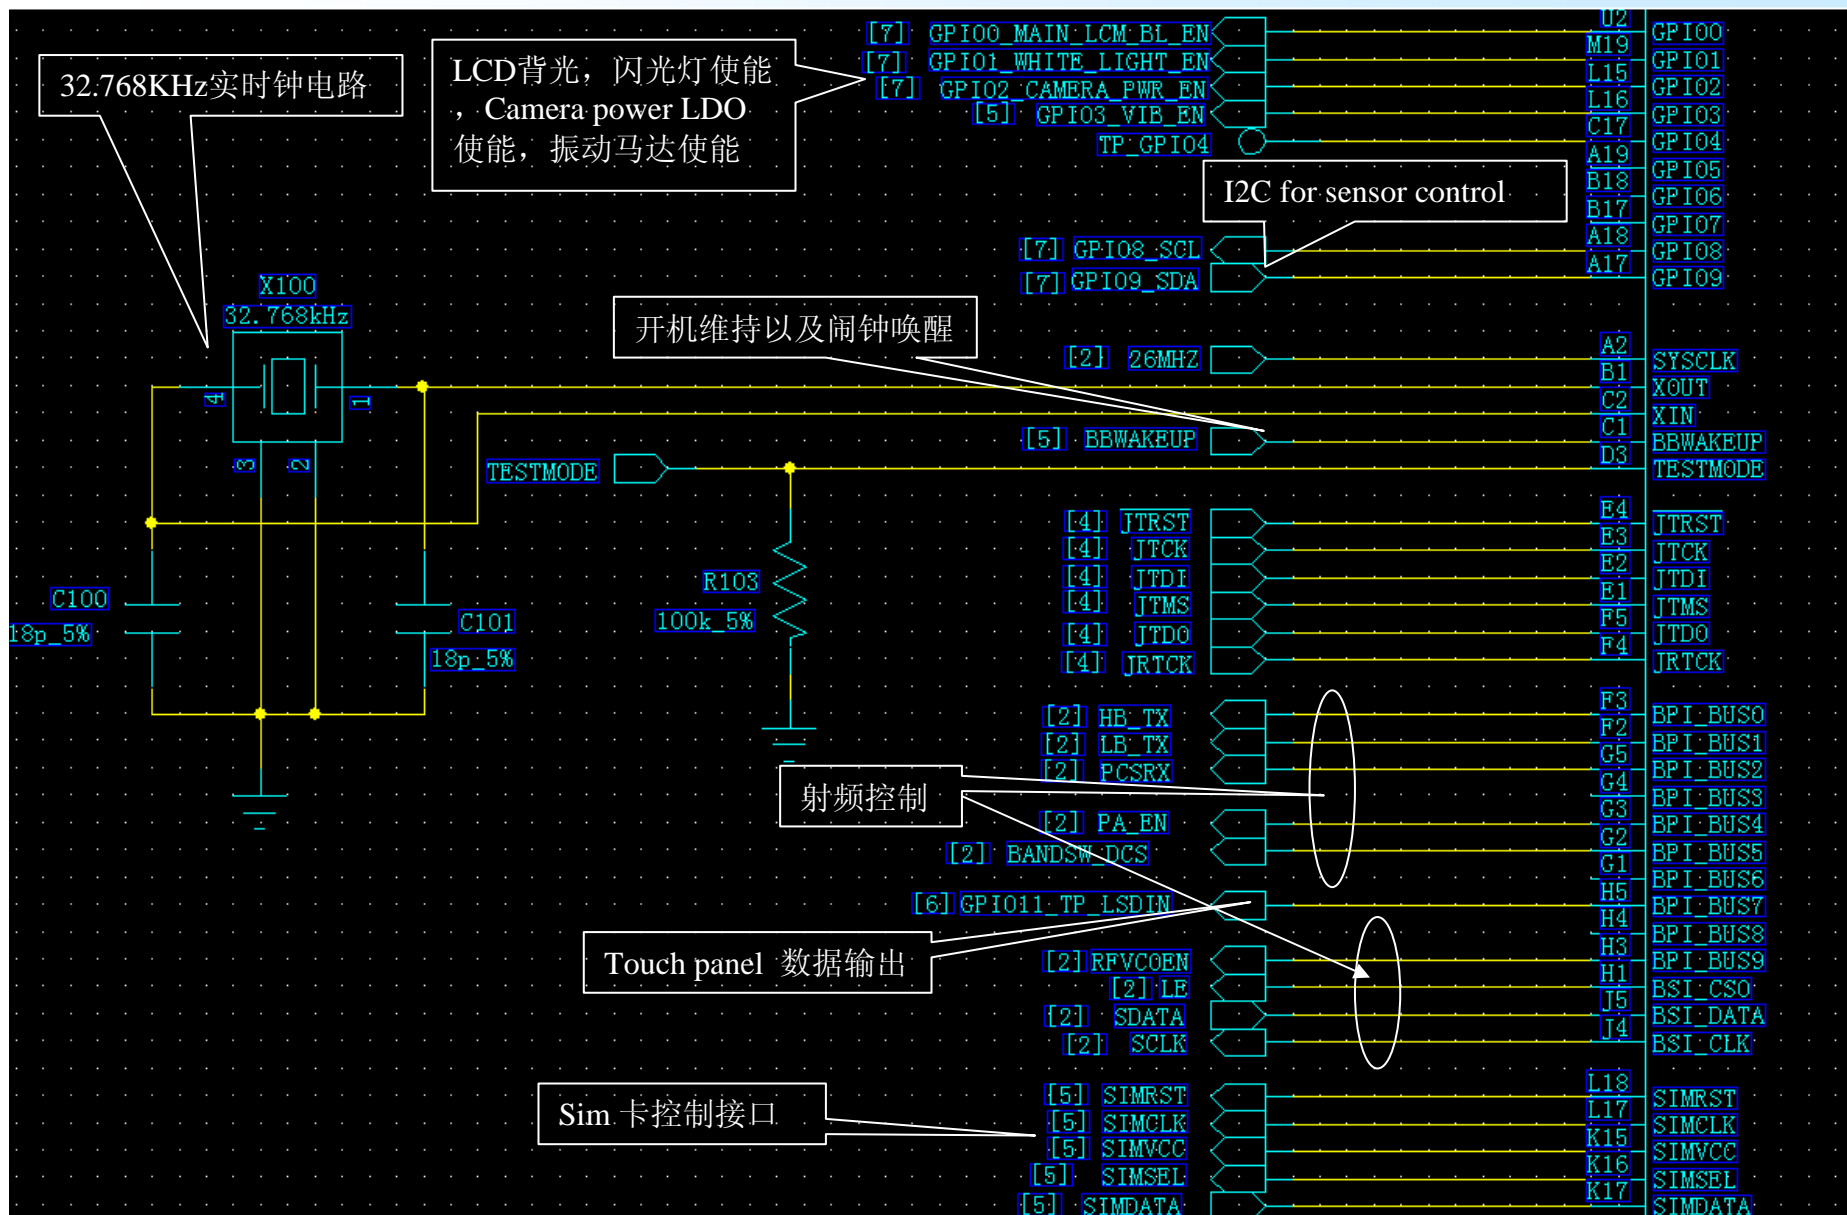 32.768KHz实时钟电路
LCD背光，闪光灯使能
，Camera power LDO
使能，振动马达使能
I2C for sensor control
开机维持以及闹钟唤醒
射频控制
Touch panel 数据输出
Sim 卡控制接口
X100
32.768kHz
4
1
3
2
C100
18p_5%
C101
18p_5%
TESTMODE
R103
100k_5%
[7] GPIO0_MAIN_LCM_BL_EN U2 GPIO0
[7] GPIO1_WHITE_LIGHT_EN M19 GPIO1
[7] GPIO2_CAMERA_PWR_EN L15 GPIO2
[5] GPIO3_VIB_EN L16 GPIO3
TP_GPIO4 C17 GPIO4
A19 GPIO5
B18 GPIO6
B17 GPIO7
[7] GPIO8_SCL A18 GPIO8
[7] GPIO9_SDA A17 GPIO9
[2] 26MHZ A2 SYSCLK
B1 XOUT
C2 XIN
[5] BBWAKEUP C1 BBWAKEUP
D3 TESTMODE
[4] JTRST E4 JTRST
[4] JTCK E3 JTCK
[4] JTDI E2 JTDI
[4] JTMS E1 JTMS
[4] JTDO F5 JTDO
[4] JRTCK F4 JRTCK
[2] HB_TX F3 BPI_BUS0
[2] LB_TX F2 BPI_BUS1
[2] PCSRX G5 BPI_BUS2
G4 BPI_BUS3
[2] PA_EN G3 BPI_BUS4
[2] BANDSW_DCS G2 BPI_BUS5
G1 BPI_BUS6
[6] GPIO11_TP_LSDIN H5 BPI_BUS7
H4 BPI_BUS8
[2] RFVCOEN H3 BPI_BUS9
[2] LE H1 BSI_CS0
[2] SDATA J5 BSI_DATA
[2] SCLK J4 BSI_CLK
[5] SIMRST L18 SIMRST
[5] SIMCLK L17 SIMCLK
[5] SIMVCC K15 SIMVCC
[5] SIMSEL K16 SIMSEL
[5] SIMDATA K17 SIMDATA